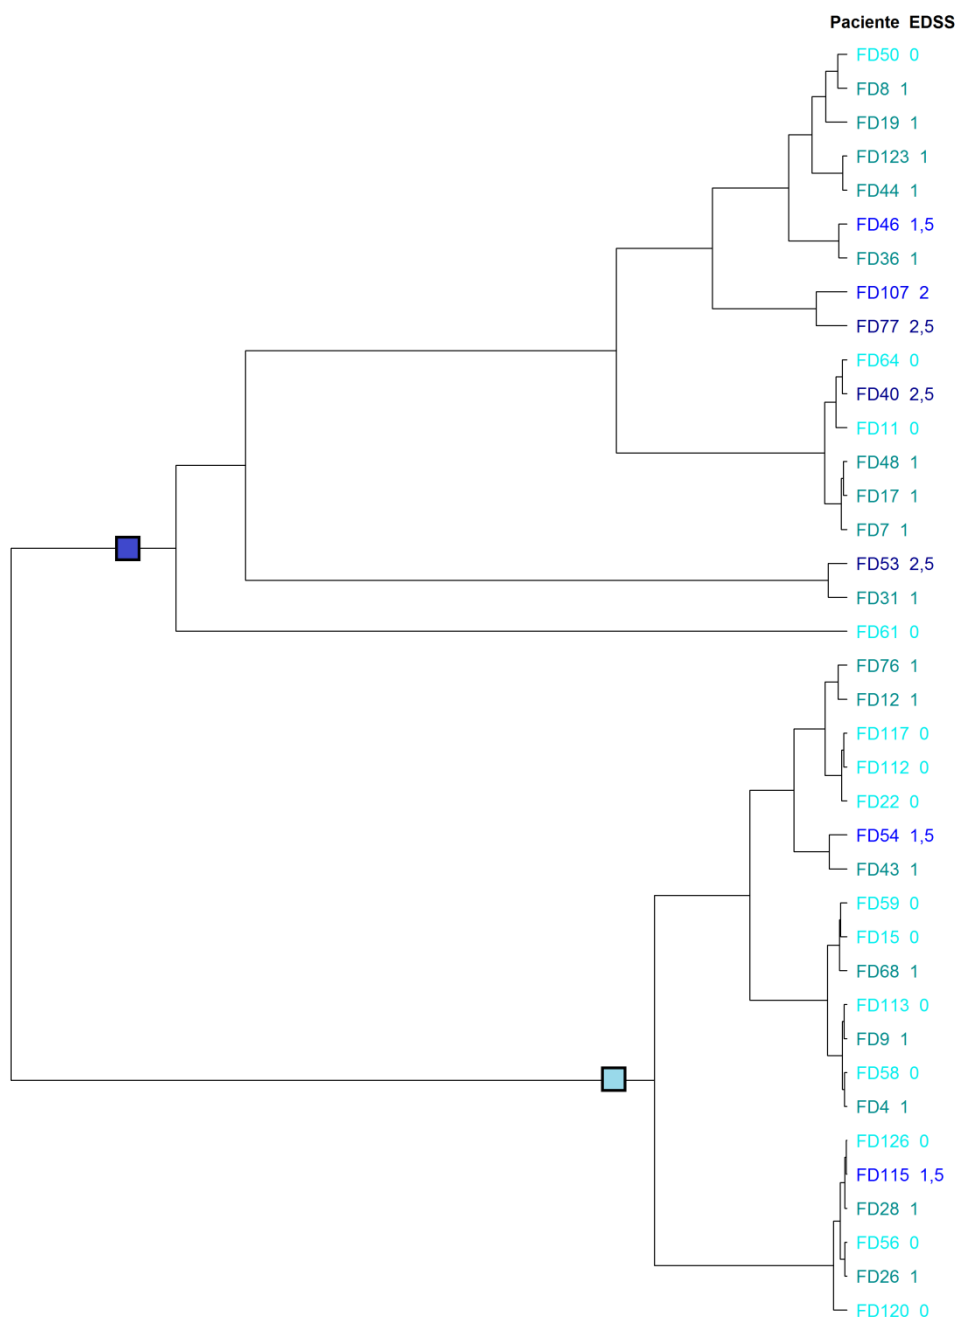 Paciente EDSS
FD50 0
FD8 1
FD19 1
FD123 1
FD44 1
FD46 1,5
FD36 1
FD107 2
FD77 2,5
FD64 0
FD40 2,5
FD11 0
FD48 1
FD17 1
FD7 1
FD53 2,5
FD31 1
FD61 0
FD76 1
FD12 1
FD117 0
FD112 0
FD22 0
FD54 1,5
FD43 1
FD59 0
FD15 0
FD68 1
FD113 0
FD9 1
FD58 0
FD4 1
FD126 0
FD115 1,5
FD28 1
FD56 0
FD26 1
FD120 0